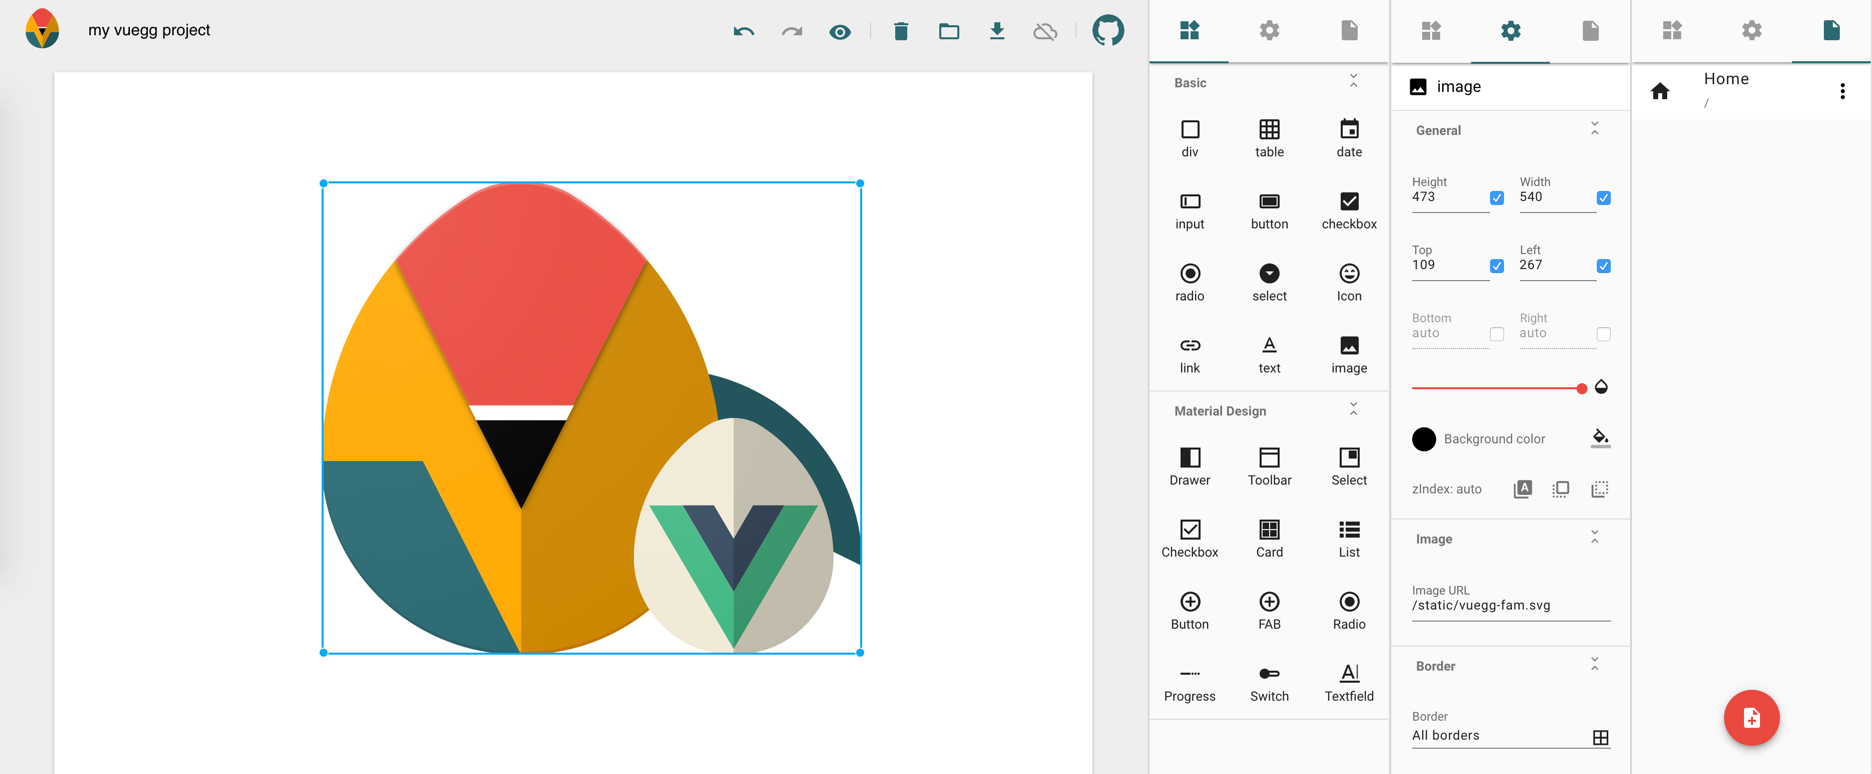 my vuegg project
Basic
div
table
date
input
button
checkbox
radio
select
Icon
link
text
image
Material Design
Drawer
Toolbar
Select
Checkbox
Card
List
Button
FAB
Radio
Progress
Switch
Textfield
image
General
Height
Width
473
540
Top
Left
109
267
Bottom
Right
auto
auto
Background color
zIndex: auto
Image
Image URL
/static/vuegg-fam.svg
Border
Border
All borders
Home
/